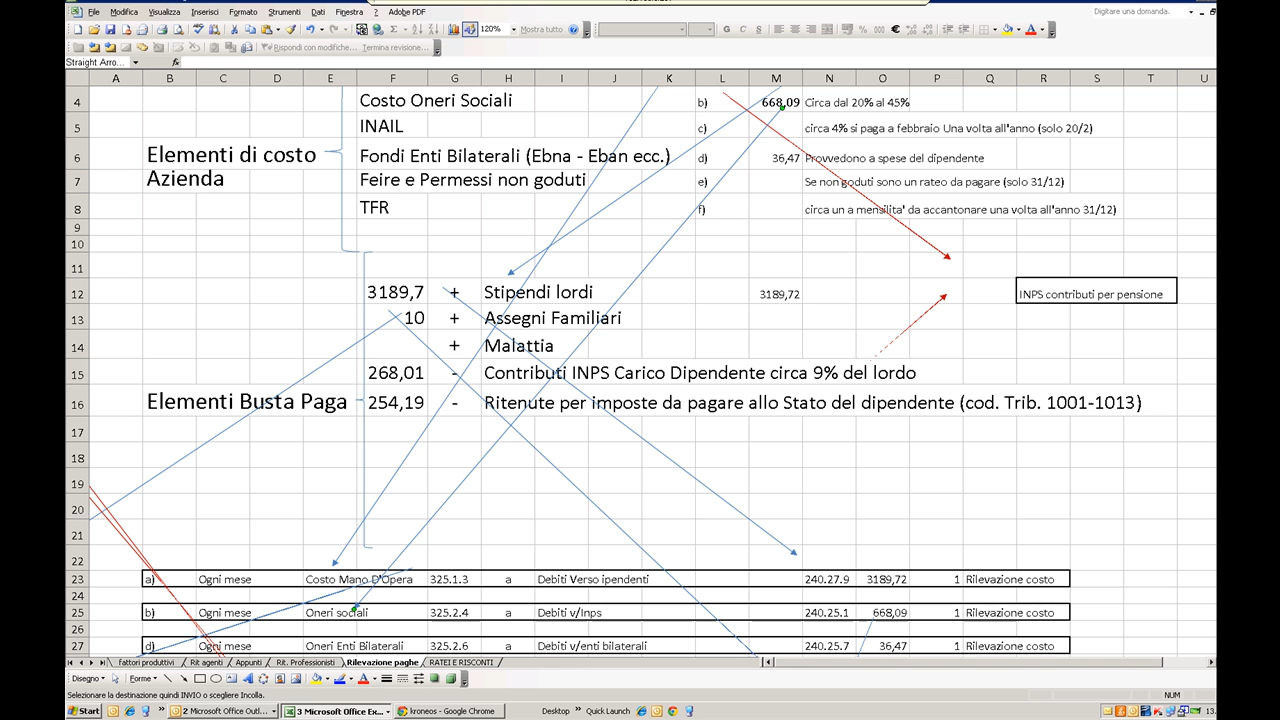 File Modifica Visualizza Inserisci Formato Strumenti Dati Finestra ? Adobe PDF Digitare una domanda.
120% Mostra tutto G C S % €
Rispondi con modifiche... Termina revisione...
Straight Arro... fx
A B C D E F G H I J K L M N O P Q R S T U
4 Costo Oneri Sociali b) 668,09 Circa dal 20% al 45%
5 INAIL c) circa 4% si paga a febbraio Una volta all'anno (solo 20/2)
6 Elementi di costo Fondi Enti Bilaterali (Ebna - Eban ecc.) d) 36,47 Provvedono a spese del dipendente
7 Azienda Feire e Permessi non goduti e) Se non goduti sono un rateo da pagare (solo 31/12)
8 TFR f) circa un a mensilita' da accantonare una volta all'anno 31/12)
9
10
11
12 3189,7 + Stipendi lordi 3189,72 INPS contributi per pensione
13 10 + Assegni Familiari
14 + Malattia
15 268,01 - Contributi INPS Carico Dipendente circa 9% del lordo
16 Elementi Busta Paga 254,19 - Ritenute per imposte da pagare allo Stato del dipendente (cod. Trib. 1001-1013)
17
18
19
20
21
22
23 a) Ogni mese Costo Mano D'Opera 325.1.3 a Debiti Verso ipendenti 240.27.9 3189,72 1 Rilevazione costo
24
25 b) Ogni mese Oneri sociali 325.2.4 a Debiti v/Inps 240.25.1 668,09 1 Rilevazione costo
26
27 d) Ogni mese Oneri Enti Bilaterali 325.2.6 a Debiti v/enti bilaterali 240.25.7 36,47 1 Rilevazione costo
fattori produttivi Rit agenti Appunti Rit. Professionisti Rilevazione paghe RATEI E RISCONTI
Disegno Forme
Selezionare la destinazione quindi INVIO o scegliere Incolla. NUM
Start 2 Microsoft Office Outl... 3 Microsoft Office Ex... kroneos - Google Chrome Desktop Quick Launch 13.